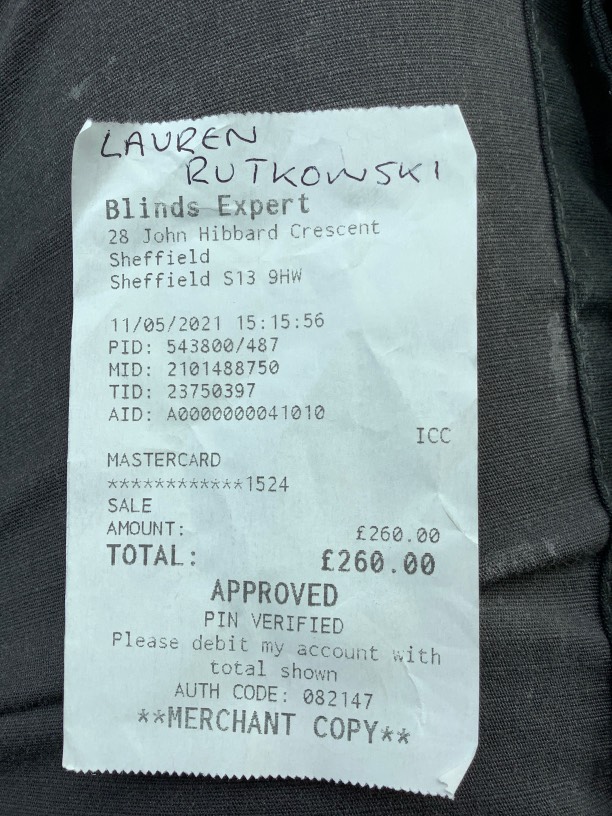 LAUREN
RUTKOWSKI
Blinds Expert
28 John Hibbard Crescent
Sheffield
Sheffield S13 9HW
11/05/2021 15:15:56
PID: 543800/487
MID: 2101488750
TID: 23750397
AID: A0000000041010
ICC
MASTERCARD
************1524
SALE
AMOUNT: £260.00
TOTAL: £260.00
APPROVED
PIN VERIFIED
Please debit my account with
total shown
AUTH CODE: 082147
**MERCHANT COPY**